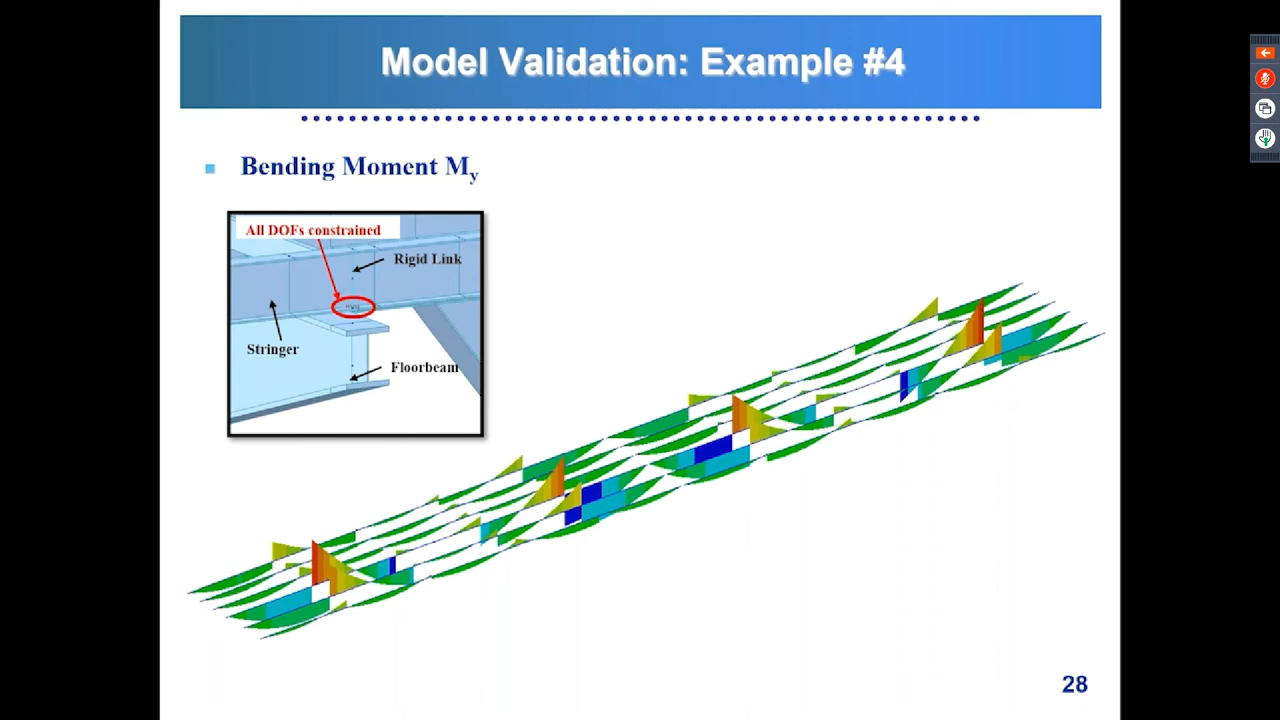 Model Validation: Example #4
Bending Moment My
All DOFs constrained
Rigid Link
Stringer
Floorbeam
28